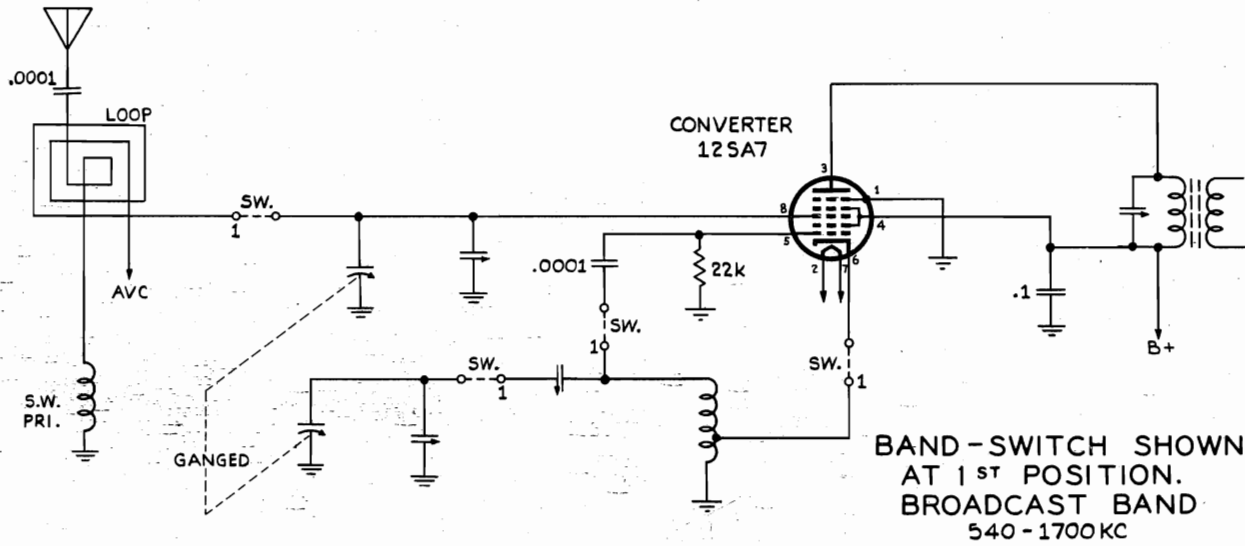 .0001
LOOP
CONVERTER
12SA7
3
1
SW.
1
8
4
5
.0001
22K
2
7
6
AVC
.1
SW.
1
B+
SW.
1
SW.
1
S.W.
PRI.
GANGED
BAND-SWITCH SHOWN
AT 1ST POSITION.
BROADCAST BAND
540-1700KC